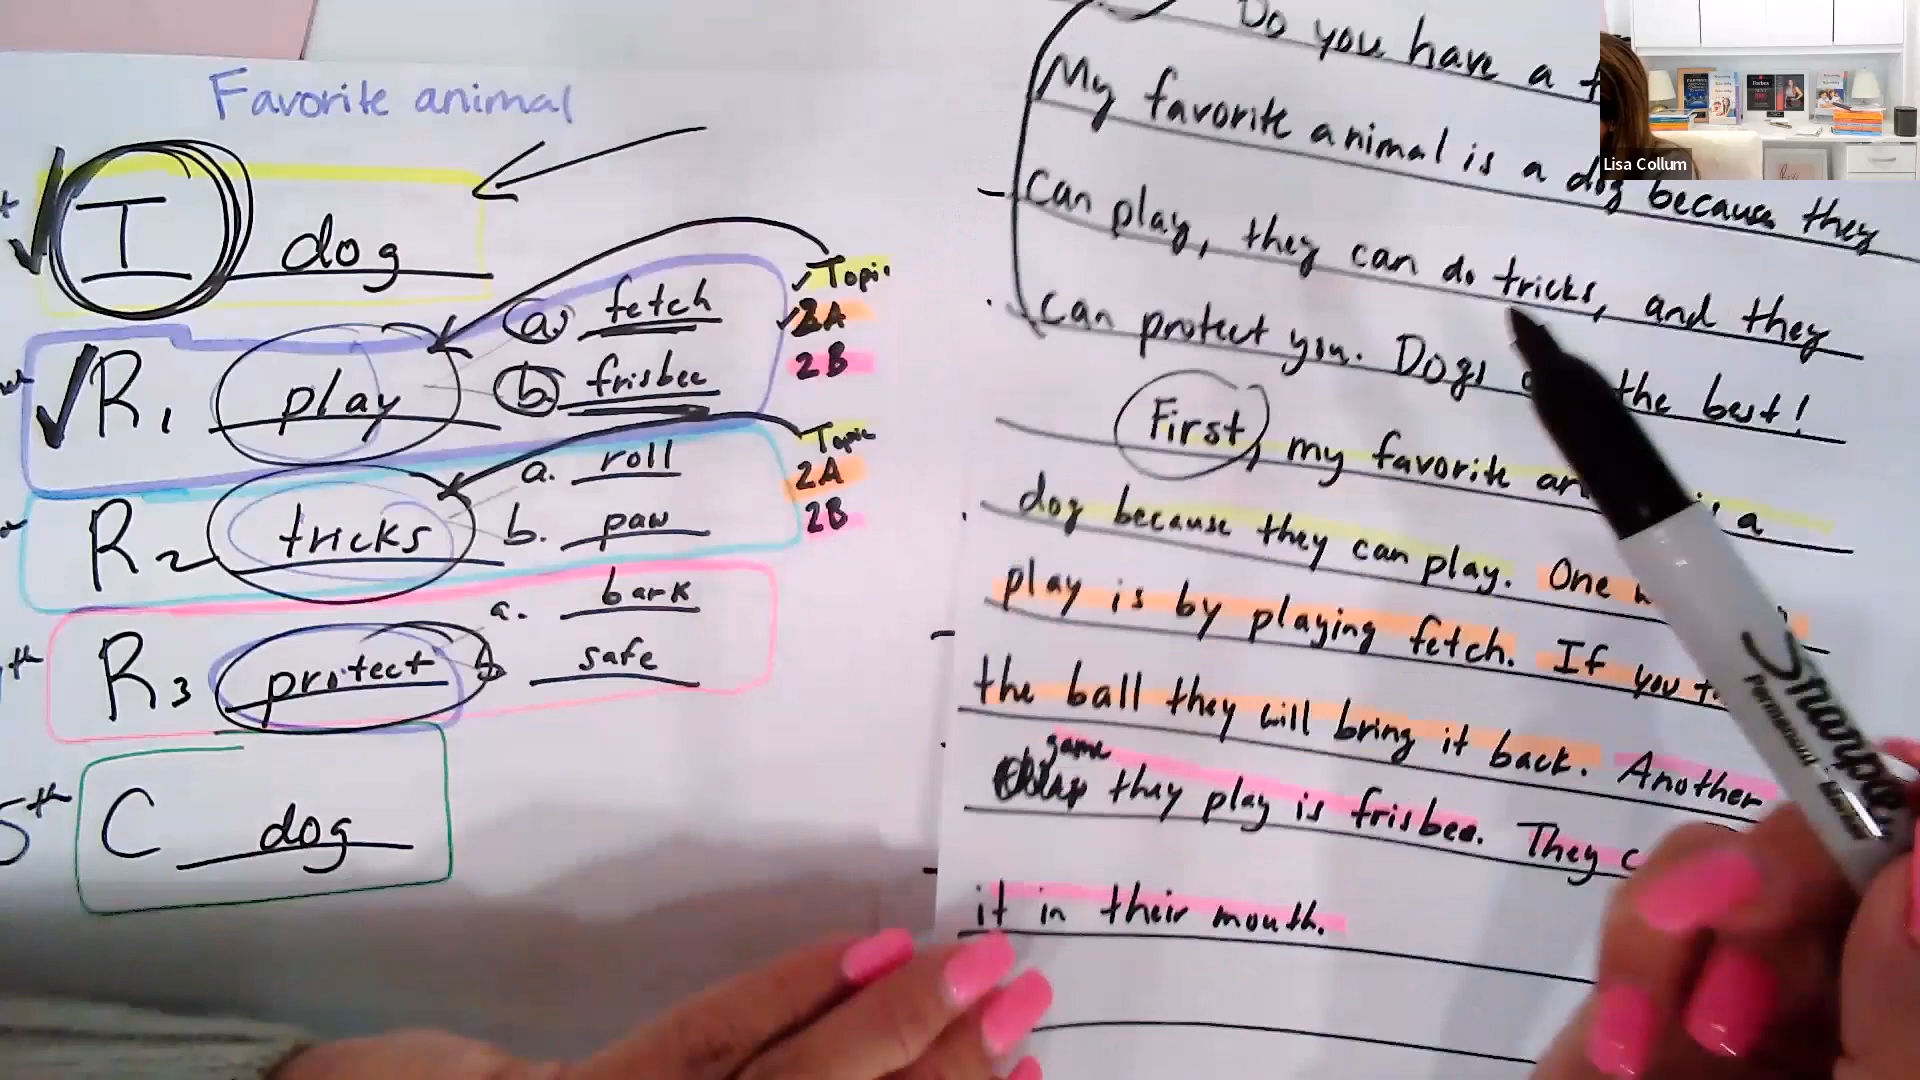 Favorite animal
T dog
R1 play
a. fetch
b. frisbee
Topic
2A
2B
R2 tricks
a. roll
b. paw
Topic
2A
2B
R3 protect
a. bark
b. safe
5th C dog
Do you have a
My favorite animal is a dog because they
can play, they can do tricks, and they
can protect you. Dogs the best!
First, my favorite is a
dog because they can play. One
play is by playing fetch. If you
the ball they will bring it back. Another
game
they play is frisbee. They
it in their mouth.
Sharpie
Permanent Marker
Lisa Collum
Forbes